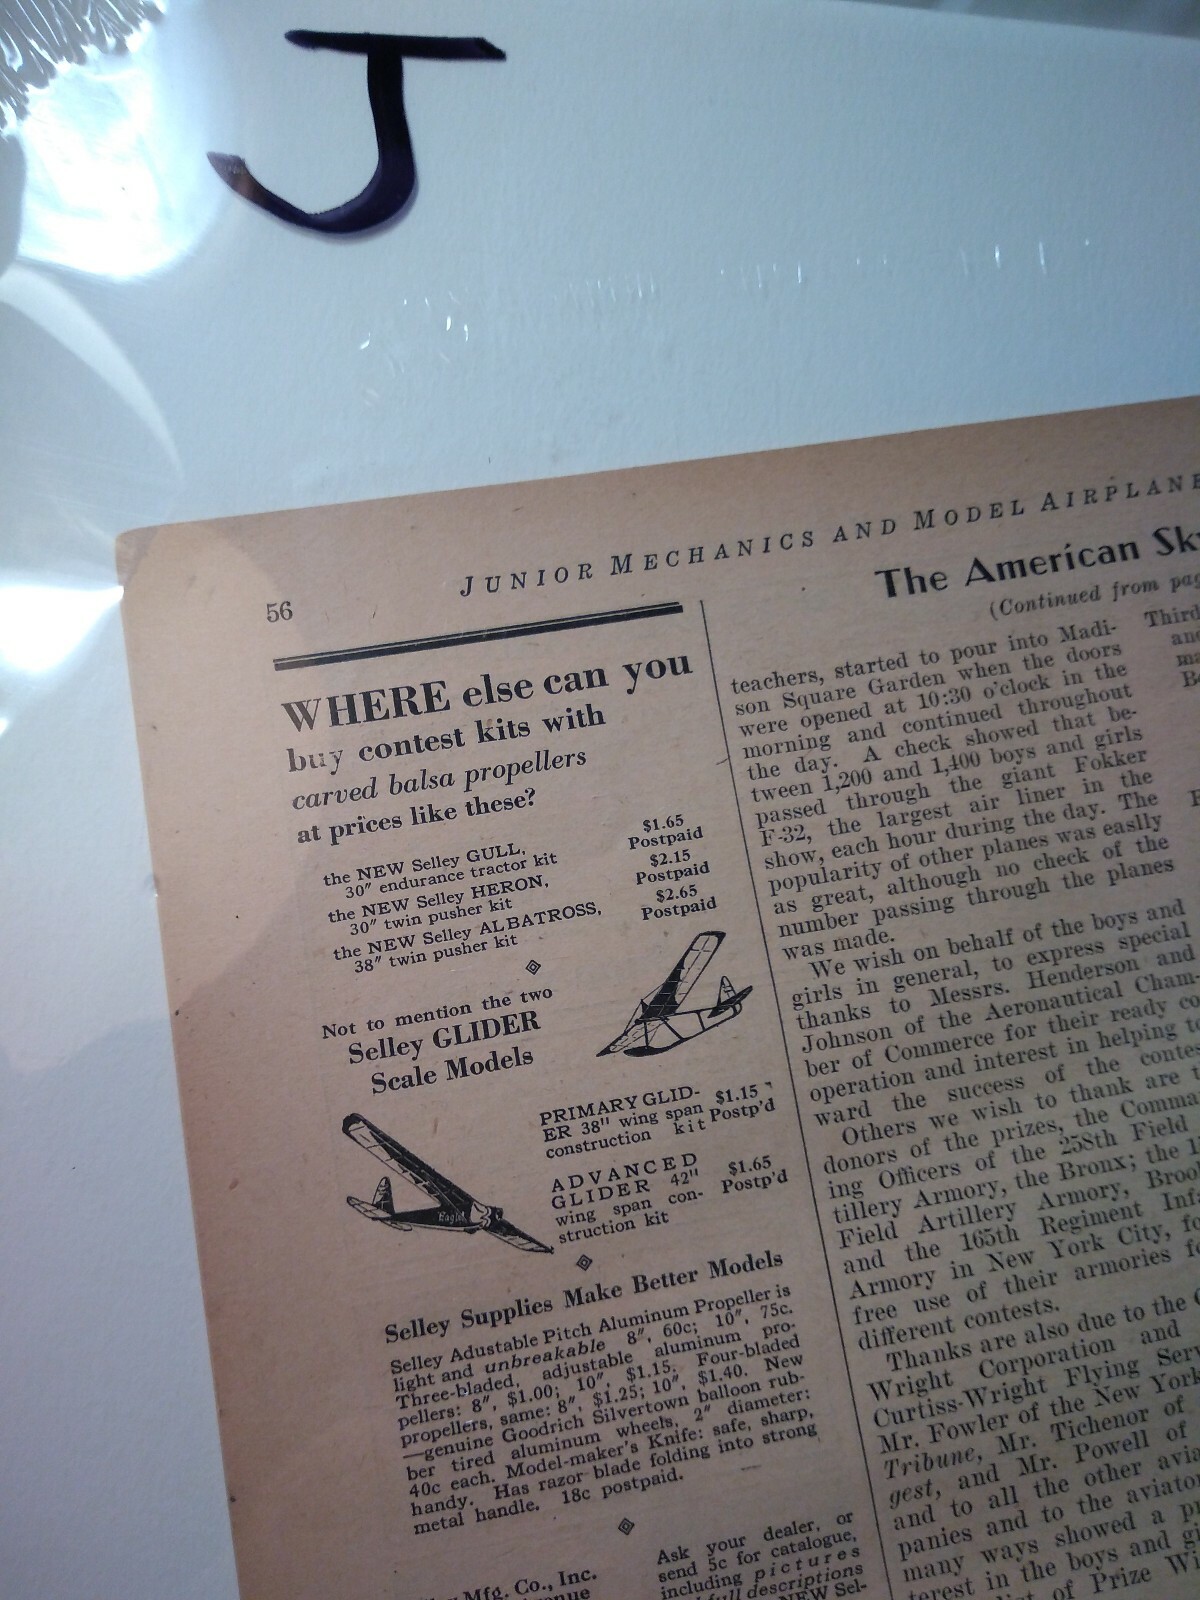 J
JUNIOR MECHANICS AND MODEL AIRPLANE
56
WHERE else can you
buy contest kits with
carved balsa propellers
at prices like these?
the NEW Selley GULL,
30" endurance tractor kit
$1.65
Postpaid
the NEW Selley HERON,
30" twin pusher kit
$2.15
Postpaid
the NEW Selley ALBATROSS,
38" twin pusher kit
$2.65
Postpaid
Not to mention the two
Selley GLIDER
Scale Models
PRIMARY GLID-
ER 38" wing span
construction kit
$1.15
Postp'd
ADVANCED
GLIDER 42"
wing span con-
struction kit
$1.65
Postp'd
Eagle
Selley Supplies Make Better Models
Selley Adustable Pitch Aluminum Propeller is
light and unbreakable 8", 60c; 10", 75c.
Three-bladed, adjustable aluminum pro-
pellers: 8", $1.00; 10", $1.15. Four-bladed
propellers, same: 8", $1.25; 10", $1.40. New
—genuine Goodrich Silvertown balloon rub-
ber tired aluminum wheels, 2" diameter:
40c each. Model-maker's Knife: safe, sharp,
handy. Has razor blade folding into strong
metal handle. 18c postpaid.
Mfg. Co., Inc.
Ask your dealer, or
send 5c for catalogue,
including pictures
full descriptions
NEW Sel-
The American
(Continued from
teachers, started to pour into Madi-
son Square Garden when the doors
were opened at 10:30 o'clock in the
morning and continued throughout
the day. A check showed that be-
tween 1,200 and 1,400 boys and girls
passed through the giant Fokker
F-32, the largest air liner in the
show, each hour during the day. The
popularity of other planes was easlly
as great, although no check of the
number passing through the planes
was made.
We wish on behalf of the boys and
girls in general, to express special
thanks to Messrs. Henderson and
Johnson of the Aeronautical Cham-
ber of Commerce for their ready co
operation and interest in helping to
ward the success of the
Others we wish to thank are
donors of the prizes, the
ing Officers of the 258th Field
tillery Armory, the Bronx; the
Field Artillery Armory,
and the 165th Regiment
Armory in New York City,
free use of their armories
different contests.
Thanks are also due to the
Wright Corporation and
Curtiss-Wright Flying
Mr. Fowler of the New York
Tribune, Mr. Tichenor of
gest, and Mr. Powell of
and to all the other
panies and to the
many ways showed a
terest in the boys and
of Prize
Third